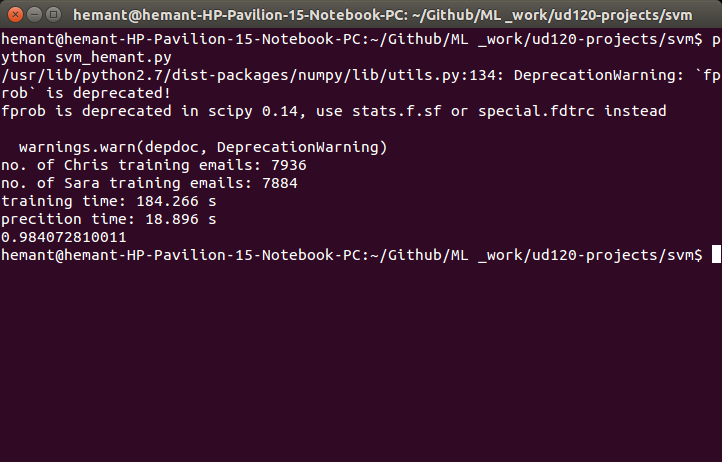 hemant@hemant-HP-Pavilion-15-Notebook-PC: ~/Github/ML _work/ud120-projects/svm
hemant@hemant-HP-Pavilion-15-Notebook-PC:~/Github/ML _work/ud120-projects/svm$ p
ython svm_hemant.py
/usr/lib/python2.7/dist-packages/numpy/lib/utils.py:134: DeprecationWarning: `fp
rob` is deprecated!
fprob is deprecated in scipy 0.14, use stats.f.sf or special.fdtrc instead
warnings.warn(depdoc, DeprecationWarning)
no. of Chris training emails: 7936
no. of Sara training emails: 7884
training time: 184.266 s
precition time: 18.896 s
0.984072810011
hemant@hemant-HP-Pavilion-15-Notebook-PC:~/Github/ML _work/ud120-projects/svm$